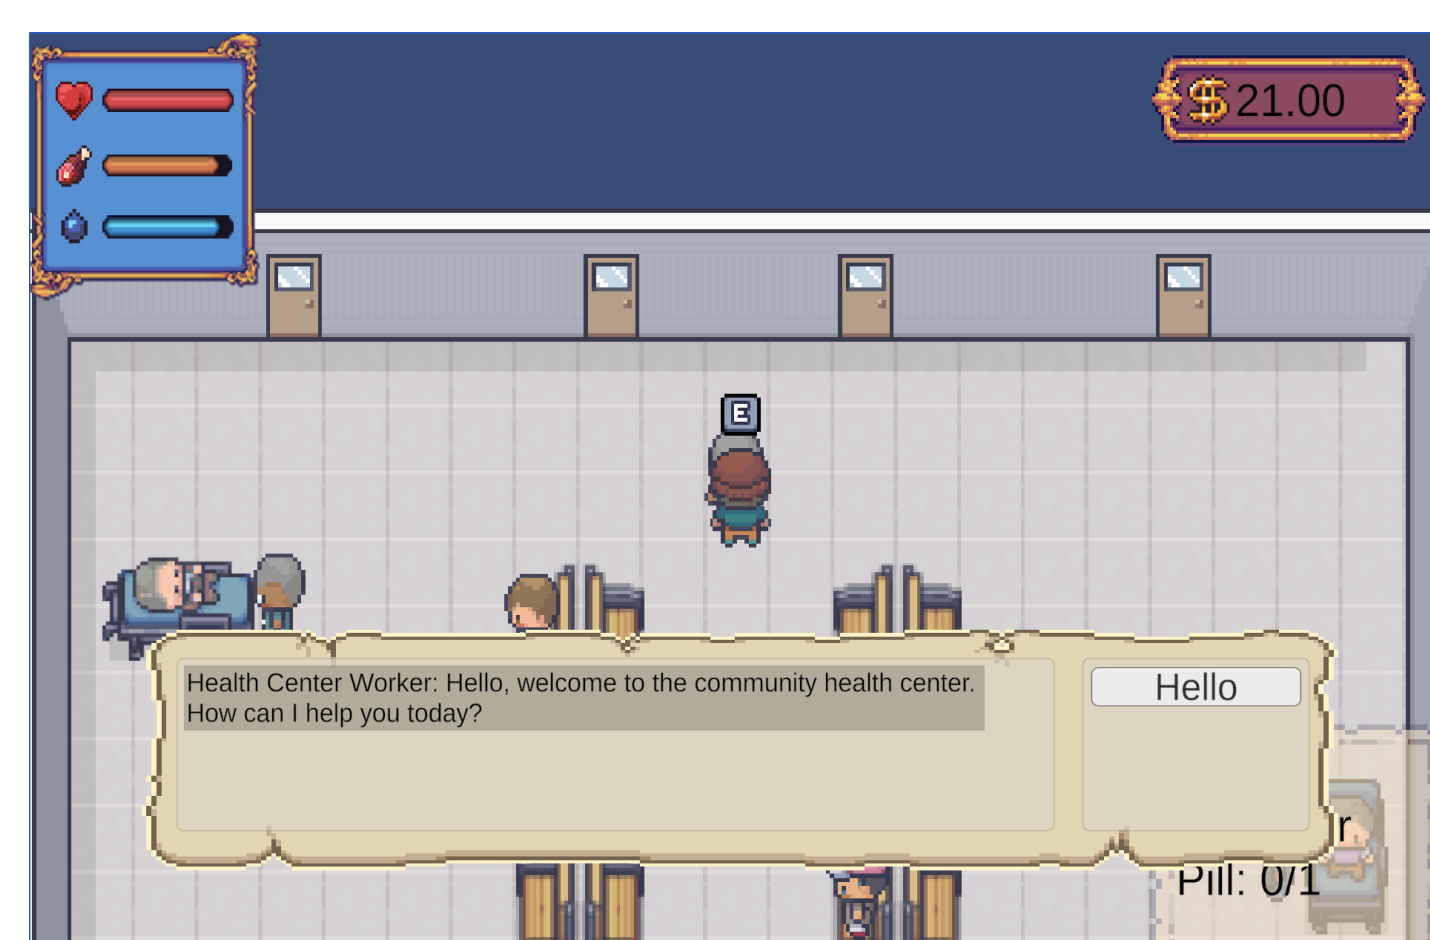 $ 21.00
E
Health Center Worker: Hello, welcome to the community health center.
How can I help you today?
Hello
r
Pill: 0/1